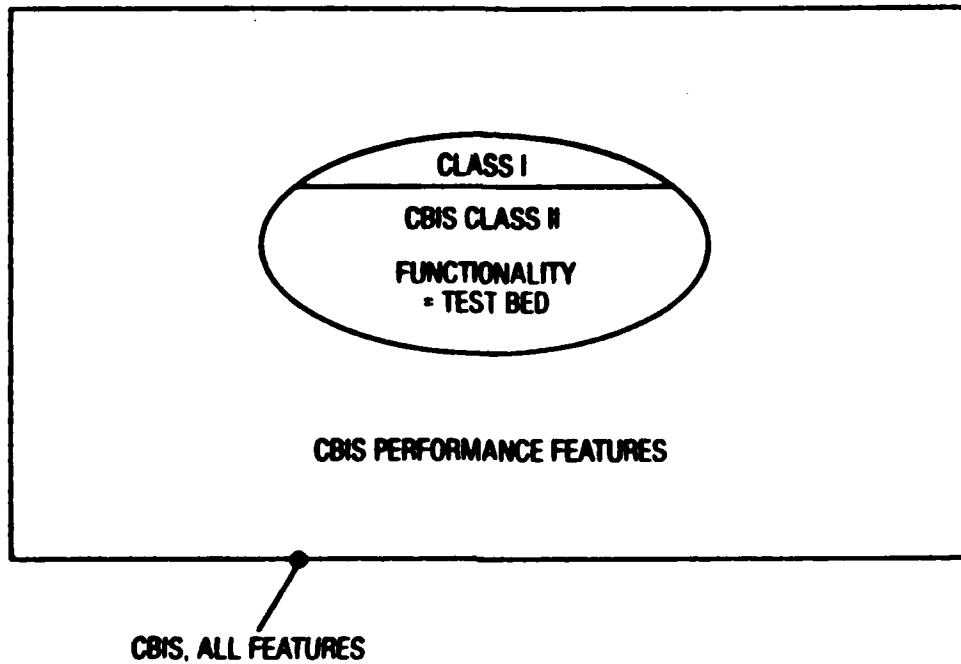 CLASS I
CBIS CLASS II
FUNCTIONALITY
= TEST BED
CBIS PERFORMANCE FEATURES
CBIS, ALL FEATURES